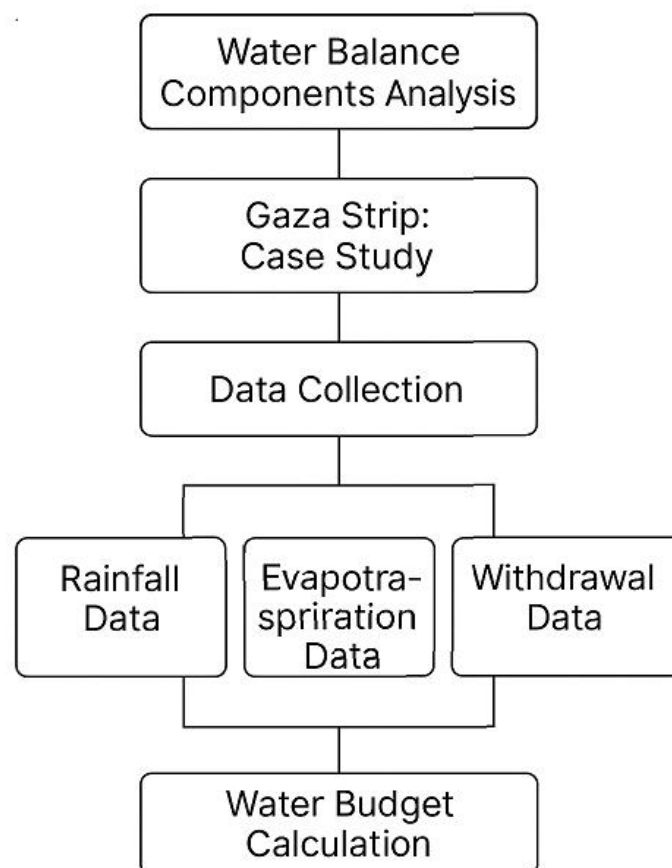 Water Balance
Components Analysis
Gaza Strip:
Case Study
Data Collection
Rainfall
Data
Evapotra-
spriration
Data
Withdrawal
Data
Water Budget
Calculation